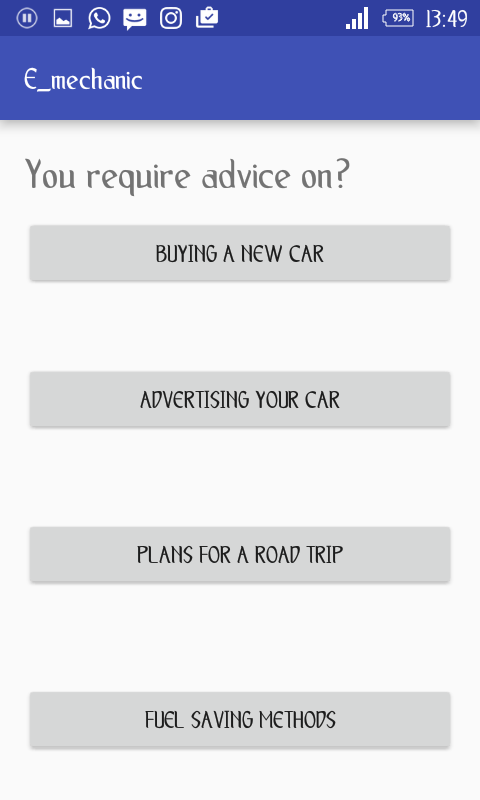 93%
13:49
E_mechanic
You require advice on?
BUYING A NEW CAR
ADVERTISING YOUR CAR
PLANS FOR A ROAD TRIP
FUEL SAVING METHODS